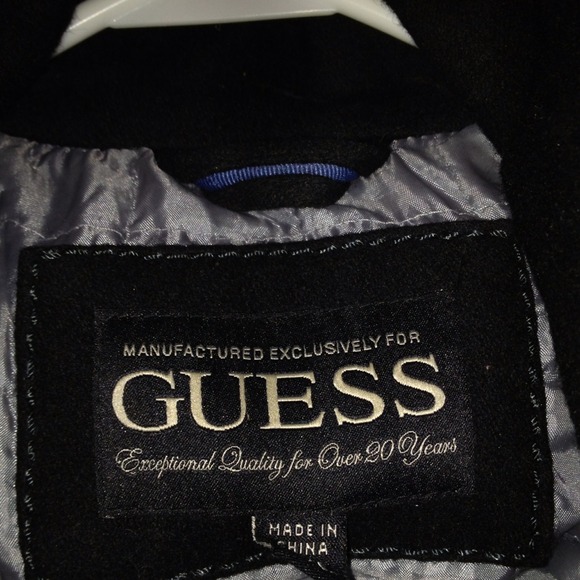 MANUFACTURED EXCLUSIVELY FOR
GUESS
Exceptional Quality for Over 20 Years
L MADE IN
CHINA